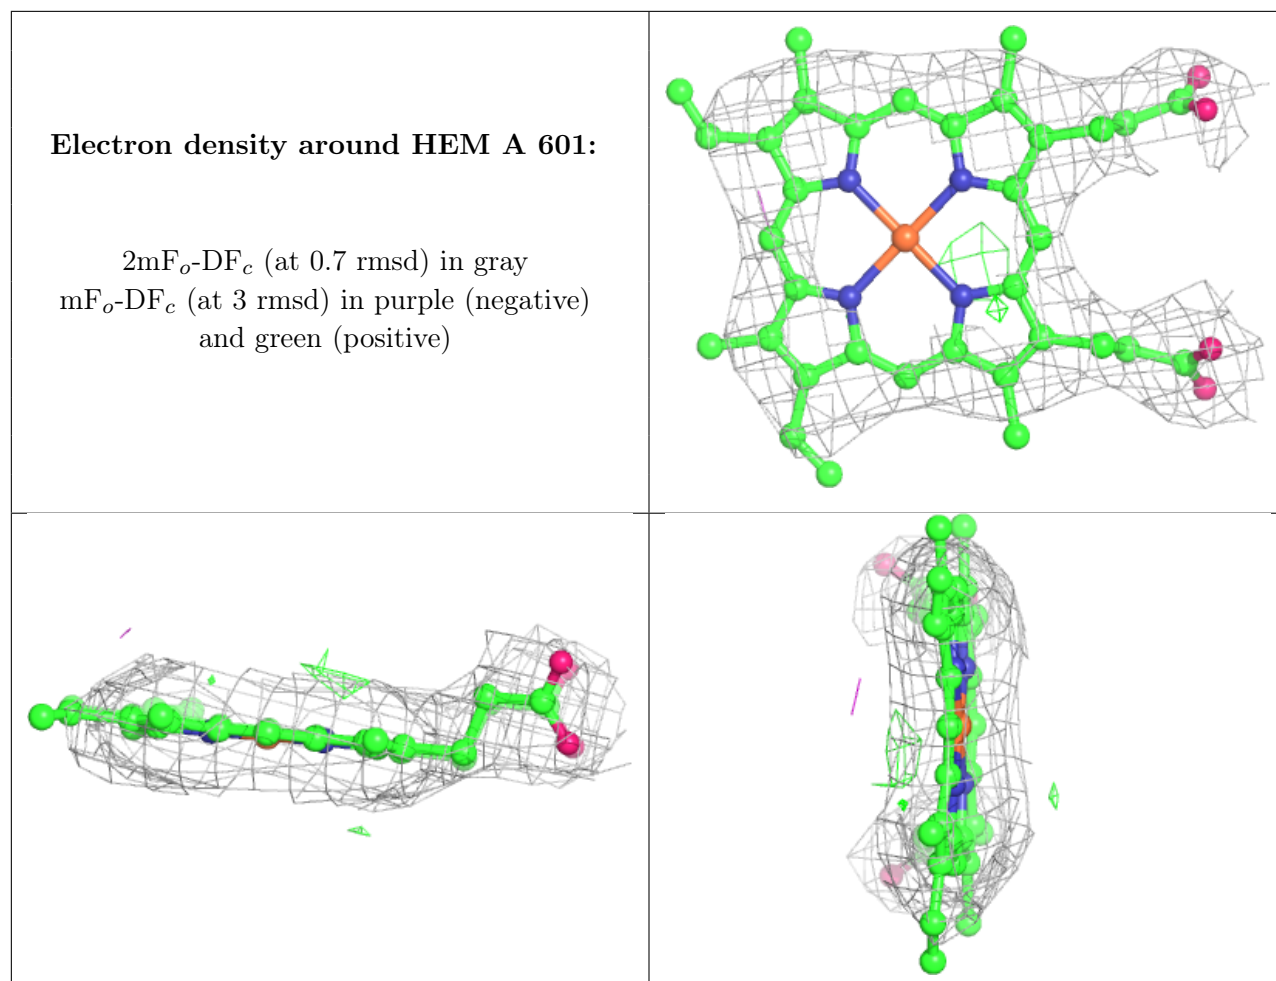 Electron density around HEM A 601:
2mFₒ-DF𝒸 (at 0.7 rmsd) in gray
mFₒ-DF𝒸 (at 3 rmsd) in purple (negative)
and green (positive)